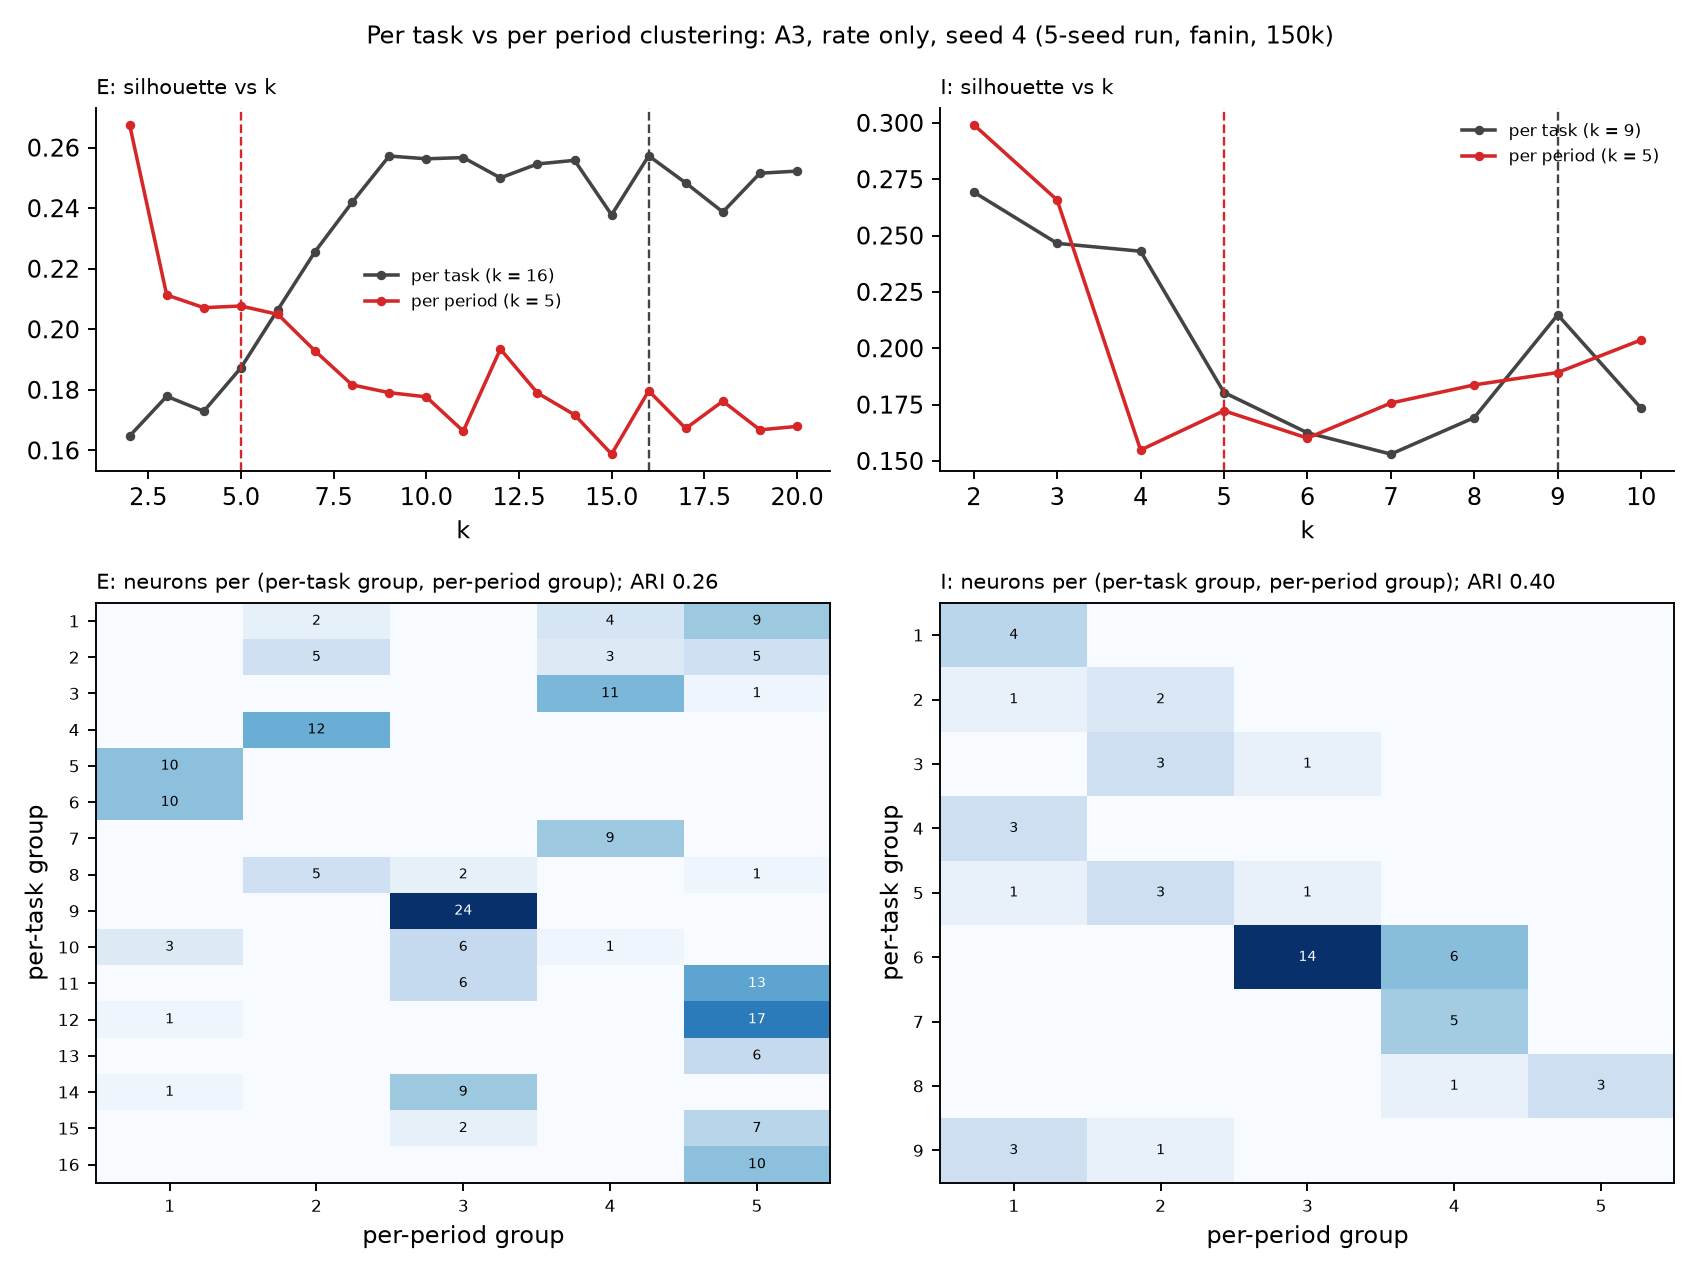 Per task vs per period clustering: A3, rate only, seed 4 (5-seed run, fanin, 150k)
E: silhouette vs k
0.26
0.24
0.22
0.20
0.18
0.16
per task (k = 16)
per period (k = 5)
2.5 5.0 7.5 10.0 12.5 15.0 17.5 20.0
k
I: silhouette vs k
0.300
0.275
0.250
0.225
0.200
0.175
0.150
per task (k = 9)
per period (k = 5)
2 3 4 5 6 7 8 9 10
k
E: neurons per (per-task group, per-period group); ARI 0.26
per-task group
1 2 4 9
2 5 3 5
3 11 1
4 12
5 10
6 10
7 9
8 5 2 1
9 24
10 3 6 1
11 6 13
12 1 17
13 6
14 1 9
15 2 7
16 10
1 2 3 4 5
per-period group
I: neurons per (per-task group, per-period group); ARI 0.40
per-task group
1 4
2 1 2
3 3 1
4 3
5 1 3 1
6 14 6
7 5
8 1 3
9 3 1
1 2 3 4 5
per-period group